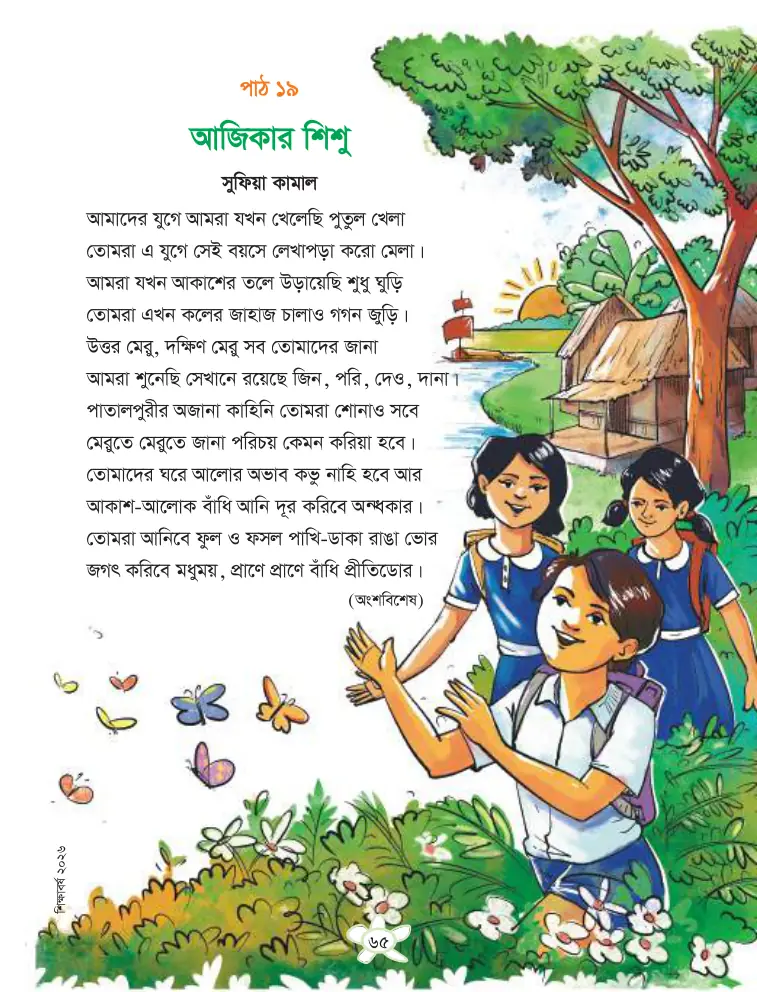 পাঠ ১৯
আজিকার শিশু
সুফিয়া কামাল
আমাদের যুগে আমরা যখন খেলেছি পুতুল খেলা
তোমরা এ যুগে সেই বয়সে লেখাপড়া করো মেলা।
আমরা যখন আকাশের তলে উড়ায়েছি শুধু ঘুড়ি
তোমরা এখন কলের জাহাজ চালাও গগন জুড়ি।
উত্তর মেরু, দক্ষিণ মেরু সব তোমাদের জানা
আমরা শুনেছি সেখানে রয়েছে জিন, পরি, দেও, দানা।
পাতালপুরীর অজানা কাহিনি তোমরা শোনাও সবে
মেরুতে মেরুতে জানা পরিচয় কেমন করিয়া হবে।
তোমাদের ঘরে আলোর অভাব কভু নাহি হবে আর
আকাশ-আলোক বাঁধি আনি দূর করিবে অন্ধকার।
তোমরা আনিবে ফুল ও ফসল পাখি-ডাকা রাঙা ভোর
জগৎ করিবে মধুময়, প্রাণে প্রাণে বাঁধি প্রীতিডোর।
(অংশবিশেষ)
শিক্ষাবর্ষ ২০২৬
৬৫